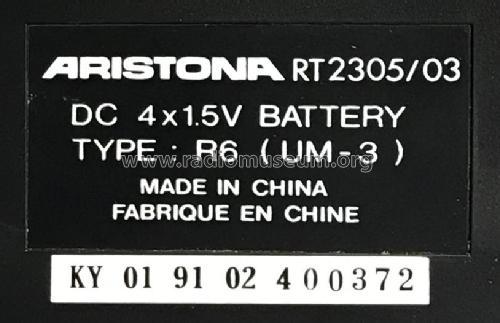 ARISTONA RT2305/03
DC 4x1.5V BATTERY
TYPE: R6 (UM-3)
www.radiomuseum.org
MADE IN CHINA
FABRIQUE EN CHINE
KY 01 91 02 400372